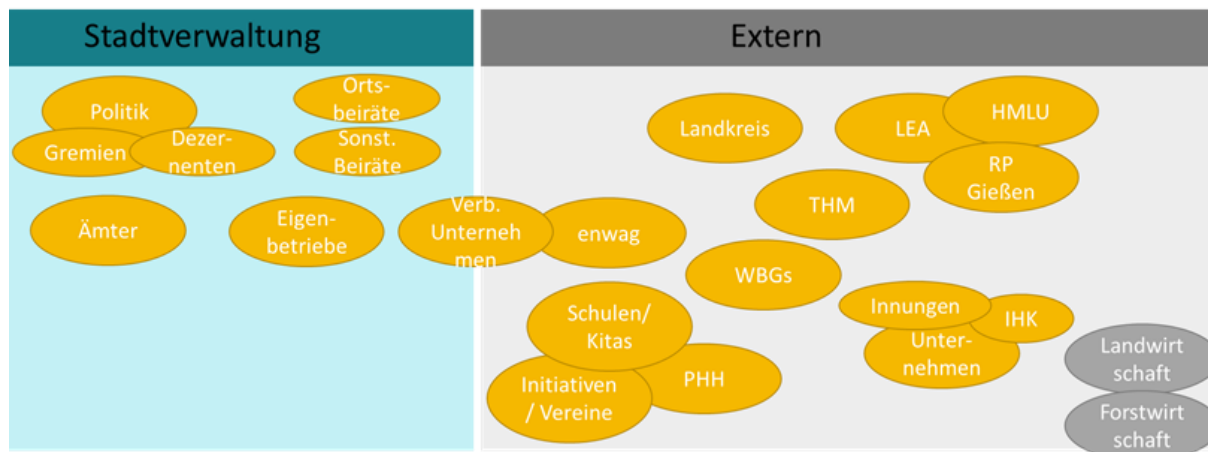 Stadtverwaltung
Extern
Politik
Gremien
Dezer-
nenten
Orts-
beiräte
Sonst.
Beiräte
Ämter
Eigen-
betriebe
Verb.
Unterneh
men
enwag
Landkreis
LEA
HMLU
RP
Gießen
THM
WBGs
Schulen/
Kitas
Initiativen
/ Vereine
PHH
Innungen
IHK
Unter-
nehmen
Landwirt
schaft
Forstwirt
schaft